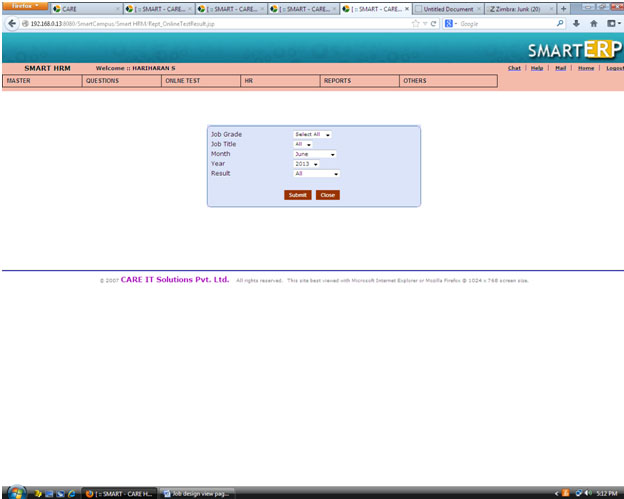 firefox
CARE
[ :: SMART - CARE...
[ :: SMART - CARE...
[ :: SMART - CARE...
[ :: SMART - CARE...
Untitled Document
Zimbra: Junk (20)
192.168.0.13:8080/SmartCampus/Smart HRM/Rept_OnlineTestResult.jsp
Google
SMARTERP
SMART HRM Welcome :: HARIHARAN S Chat | Help | Mail | Home | Logout
MASTER QUESTIONS ONLINE TEST HR REPORTS OTHERS
Job Grade Select All
Job Title All
Month June
Year 2013
Result All
Submit Close
© 2007 CARE IT Solutions Pvt. Ltd. All rights reserved. This site best viewed with Microsoft Internet Explorer or Mozilla Firefox @ 1024 x 768 screen size.
[ :: SMART - CARE H... Job design view pag... 5:12 PM